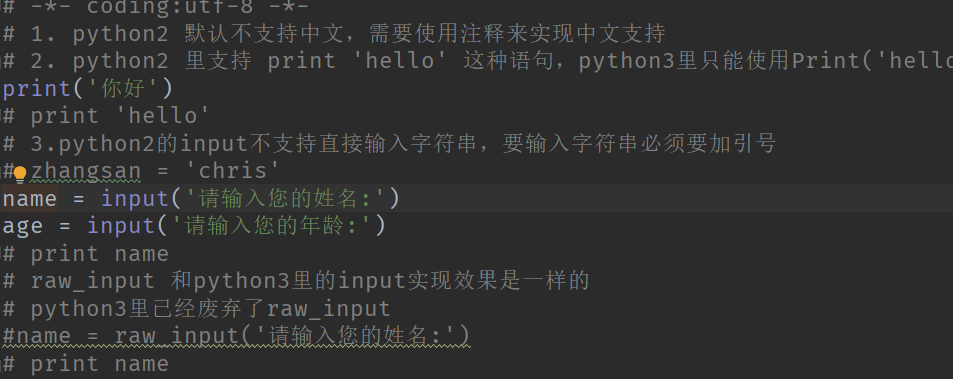 # -*- coding:utf-8 -*-
# 1. python2 默认不支持中文，需要使用注释来实现中文支持
# 2. python2 里支持 print 'hello' 这种语句，python3里只能使用Print('hello
print('你好')
# print 'hello'
# 3.python2的input不支持直接输入字符串，要输入字符串必须要加引号
# zhangsan = 'chris'
name = input('请输入您的姓名:')
age = input('请输入您的年龄:')
# print name
# raw_input 和python3里的input实现效果是一样的
# python3里已经废弃了raw_input
#name = raw_input('请输入您的姓名:')
# print name